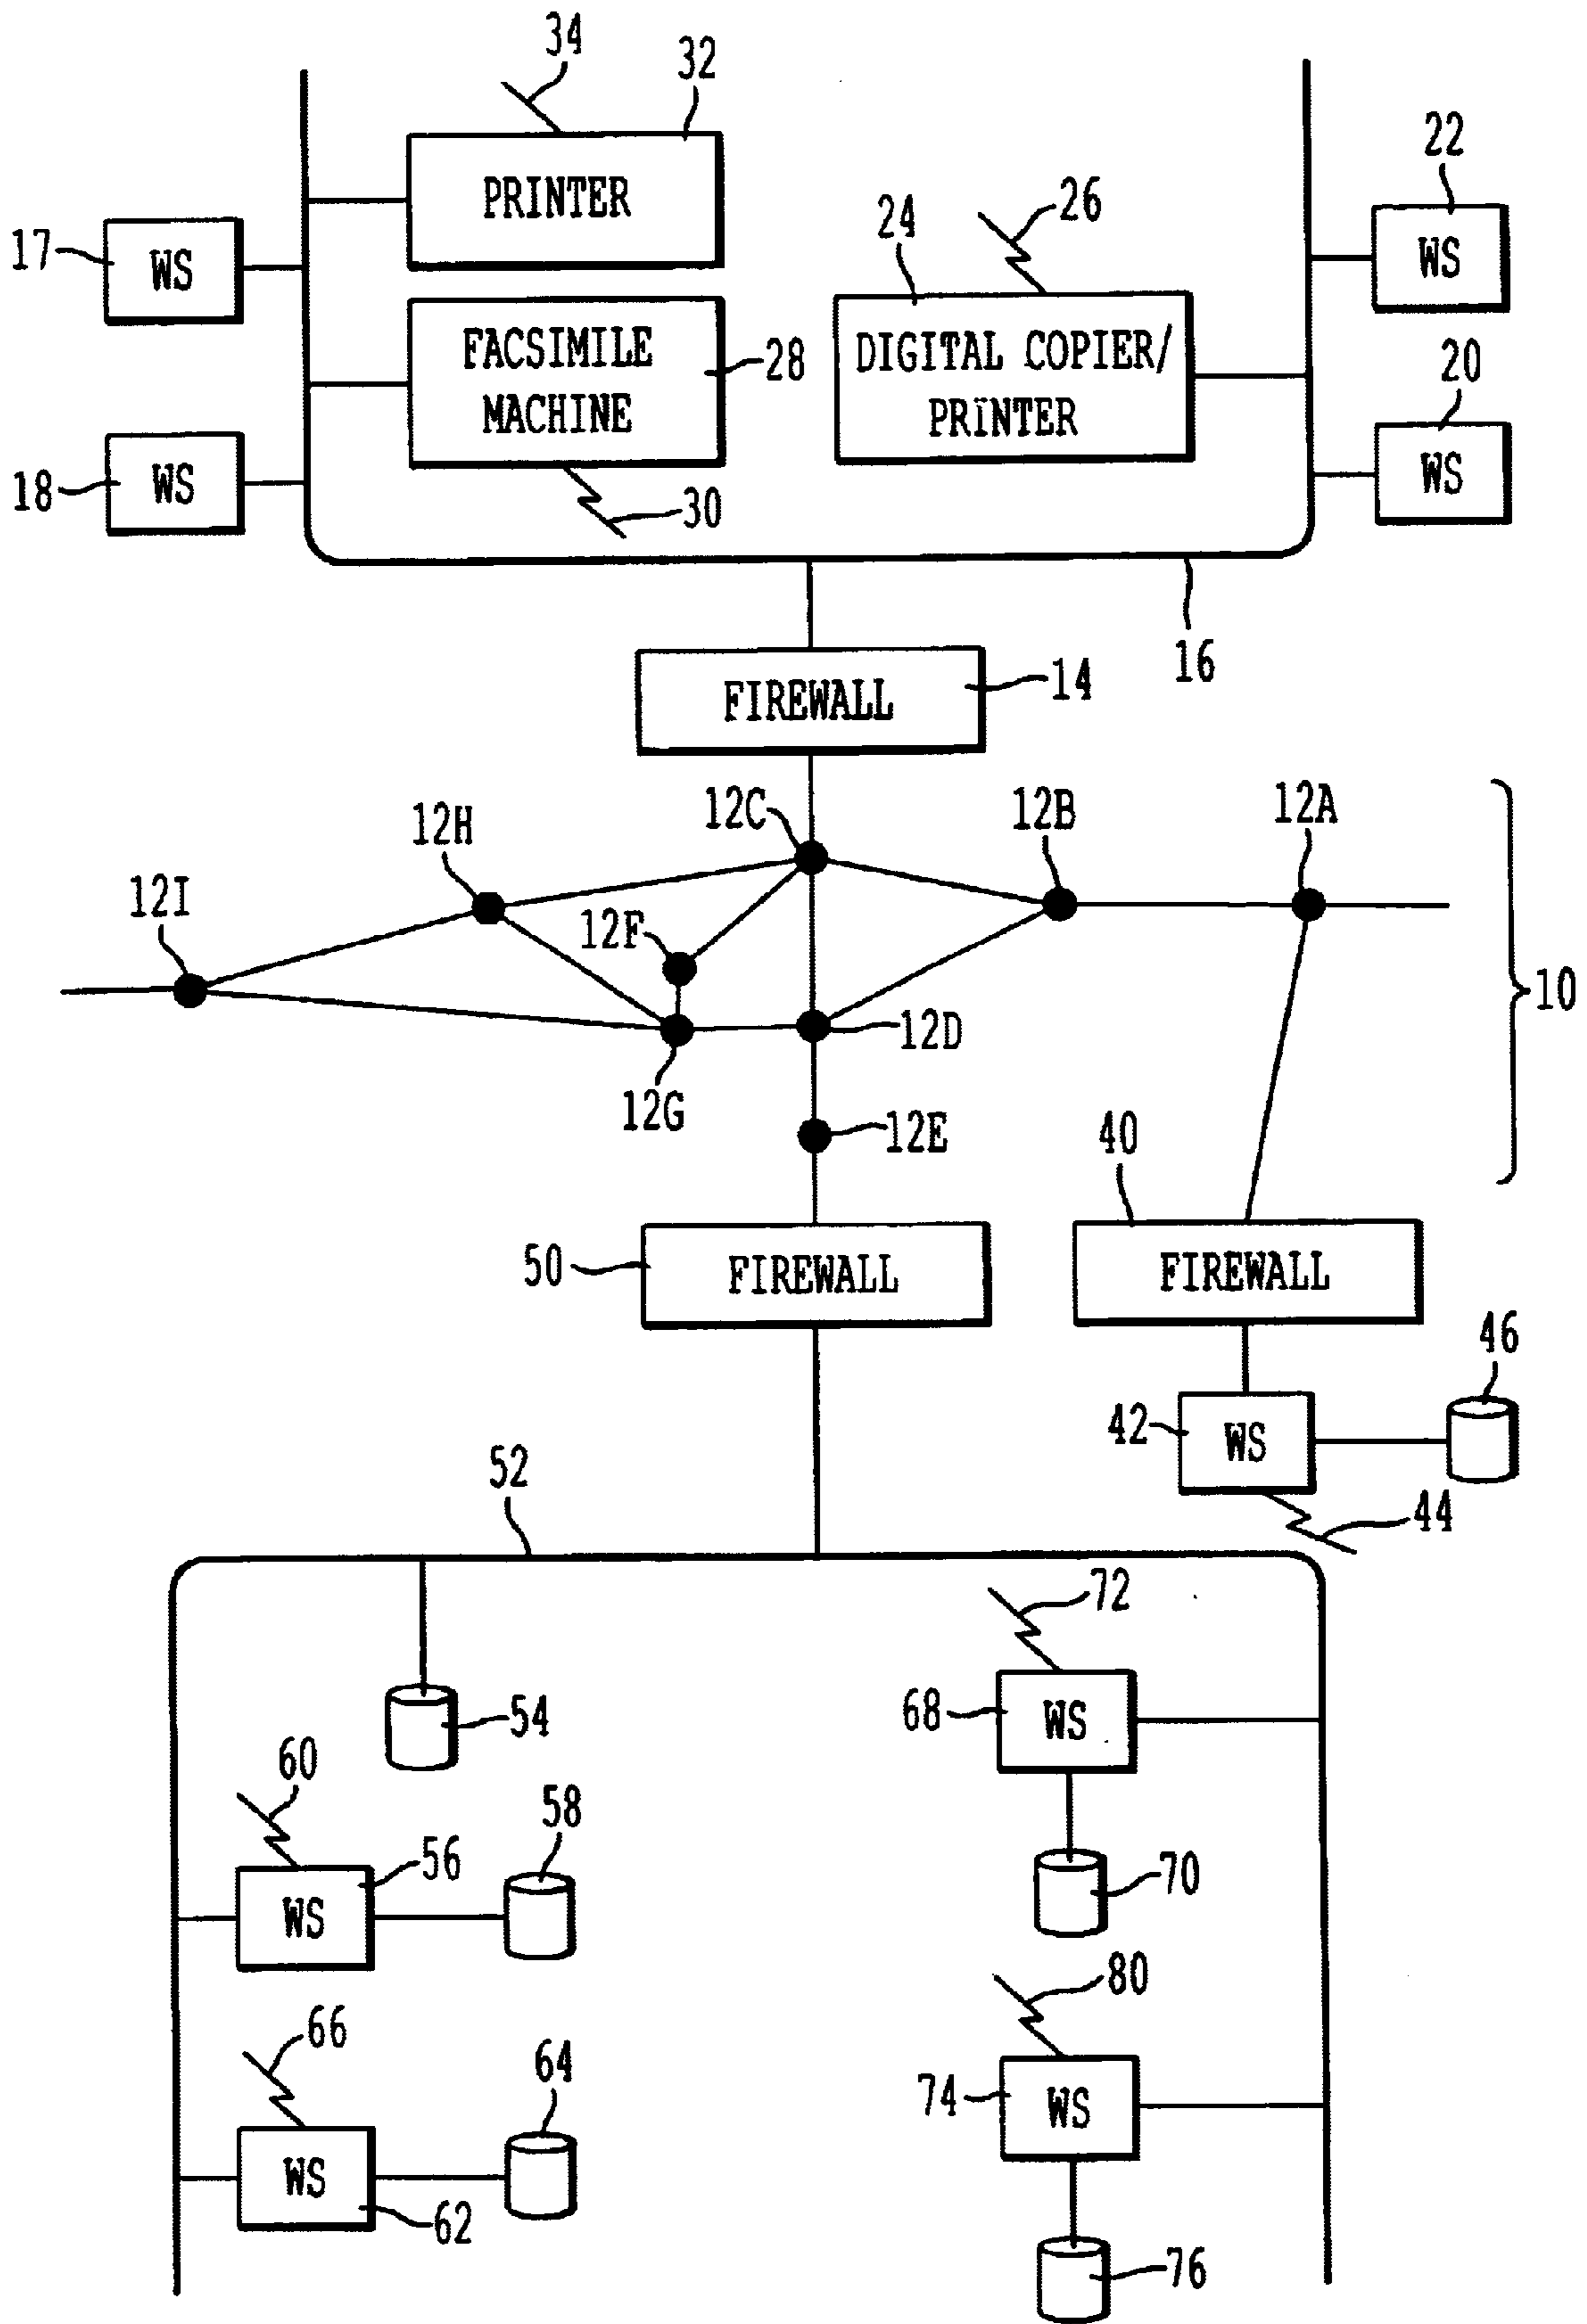 34
32
PRINTER
22
17
WS
24
26
WS
FACSIMILE
MACHINE
28
DIGITAL COPIER/
PRINTER
20
18
WS
30
WS
16
FIREWALL
14
12H
12C
12B
12A
12I
12F
10
12D
12G
12E
40
50
FIREWALL
FIREWALL
46
42
WS
52
44
72
54
68
WS
60
58
56
WS
70
80
66
64
74
WS
WS
62
76